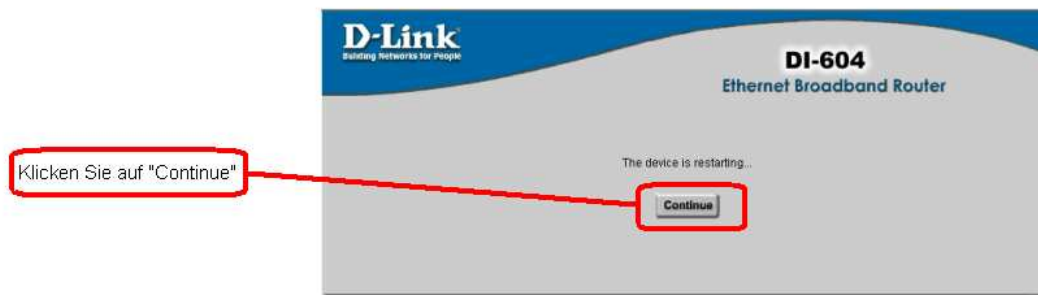 D-Link
Building Networks for People
DI-604
Ethernet Broadband Router
The device is restarting...
Klicken Sie auf "Continue"
Continue